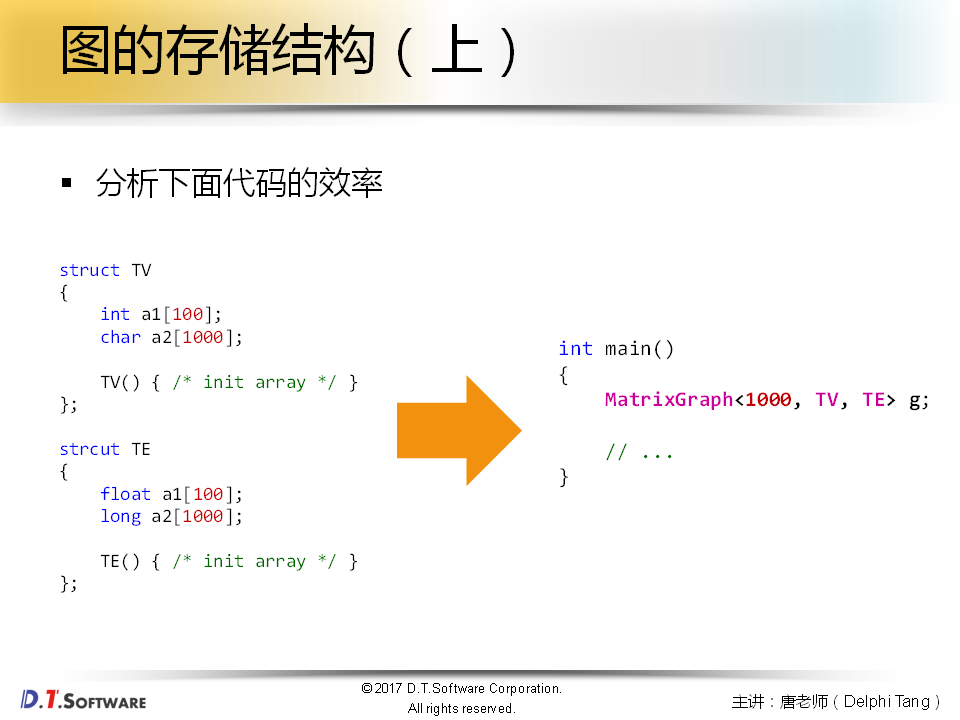 图的存储结构（上）
▪ 分析下面代码的效率
struct TV
{
    int a1[100];
    char a2[1000];

    TV() { /* init array */ }
};

strcut TE
{
    float a1[100];
    long a2[1000];

    TE() { /* init array */ }
};
int main()
{
    MatrixGraph<1000, TV, TE> g;

    // ...
}
D.T.SOFTWARE
©2017 D.T.Software Corporation.
All rights reserved.
主讲：唐老师（Delphi Tang）